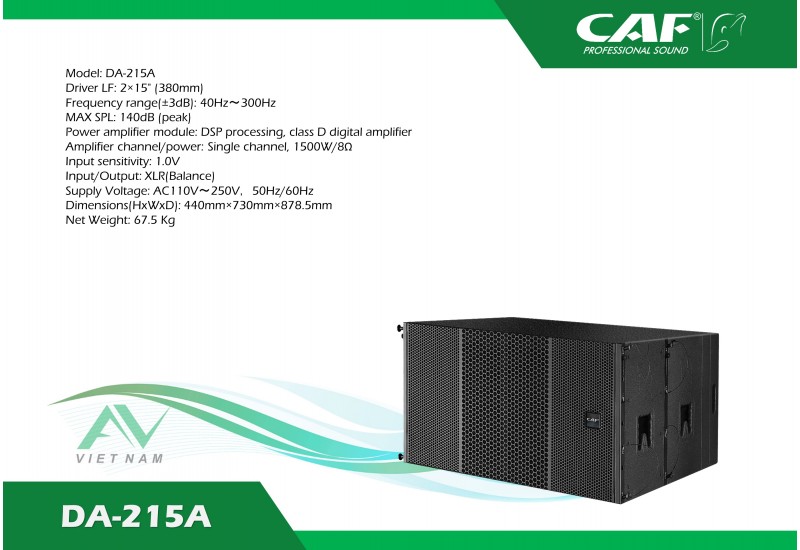 CAF®
PROFESSIONAL SOUND
Model: DA-215A
Driver LF: 2×15" (380mm)
Frequency range(±3dB): 40Hz～300Hz
MAX SPL: 140dB (peak)
Power amplifier module: DSP processing, class D digital amplifier
Amplifier channel/power: Single channel, 1500W/8Ω
Input sensitivity: 1.0V
Input/Output: XLR(Balance)
Supply Voltage: AC110V～250V, 50Hz/60Hz
Dimensions(HxWxD): 440mm×730mm×878.5mm
Net Weight: 67.5 Kg
CAF
AV
VIET NAM
DA-215A